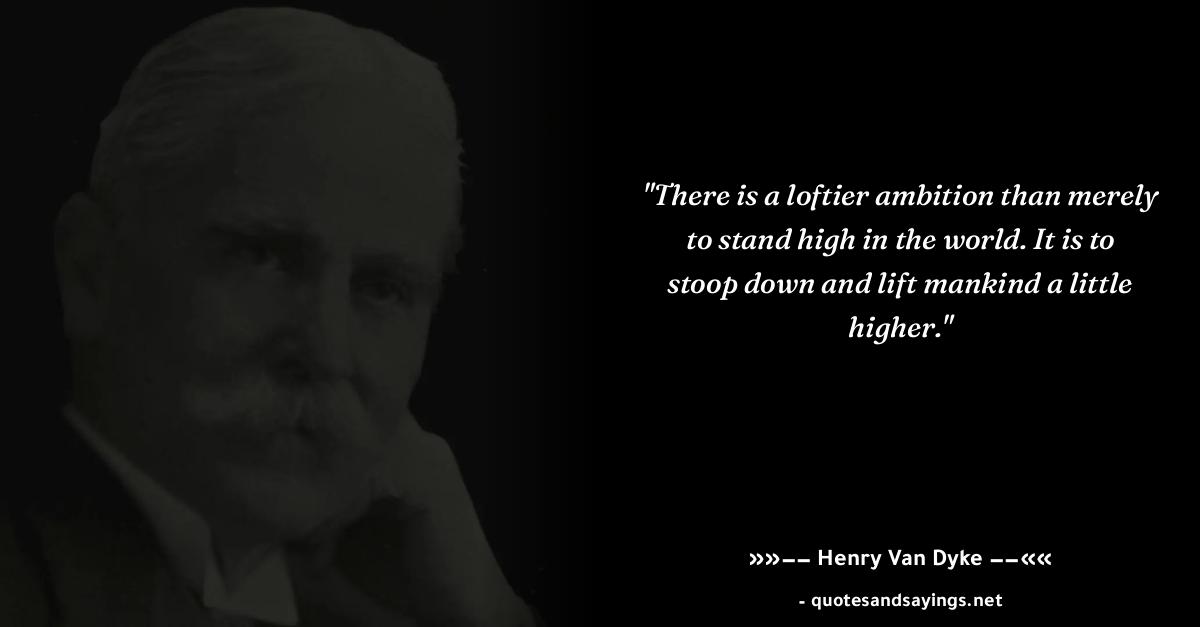 "There is a loftier ambition than merely
to stand high in the world. It is to
stoop down and lift mankind a little
higher."
»»−− Henry Van Dyke −−««
- quotesandsayings.net